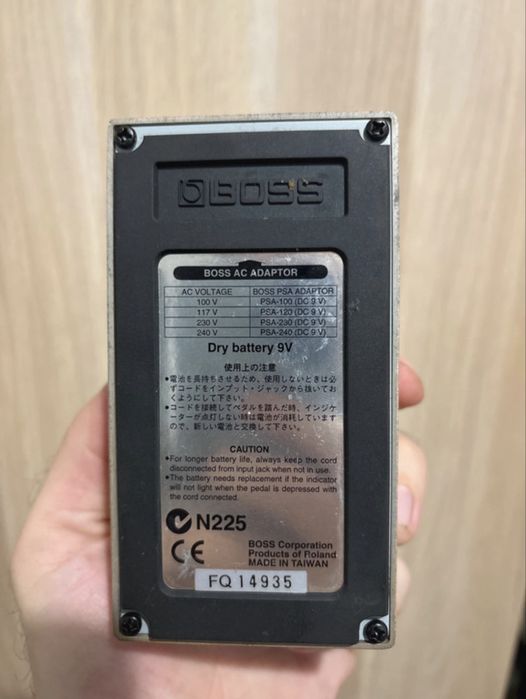 BOSS
BOSS AC ADAPTOR
AC VOLTAGE BOSS PSA ADAPTOR
100 V PSA-100 (DC 9 V)
117 V PSA-120 (DC 9 V)
230 V PSA-230 (DC 9 V)
240 V PSA-240 (DC 9 V)
Dry battery 9V
使用上の注意
●電池を長持ちさせるため、使用しないときは必
ずコードをインプット・ジャックから抜いてお
くようにして下さい。
●コードを接続してペダルを踏んだ時、インジケ
ーターが点灯しない時は電池が消耗しています
ので、新しい電池と交換して下さい。
CAUTION
●For longer battery life, always keep the cord
disconnected from input jack when not in use.
●The battery needs replacement if the indicator
will not light when the pedal is depressed with
the cord connected.
N225
CE
BOSS Corporation
Products of Roland
MADE IN TAIWAN
FQ 14935